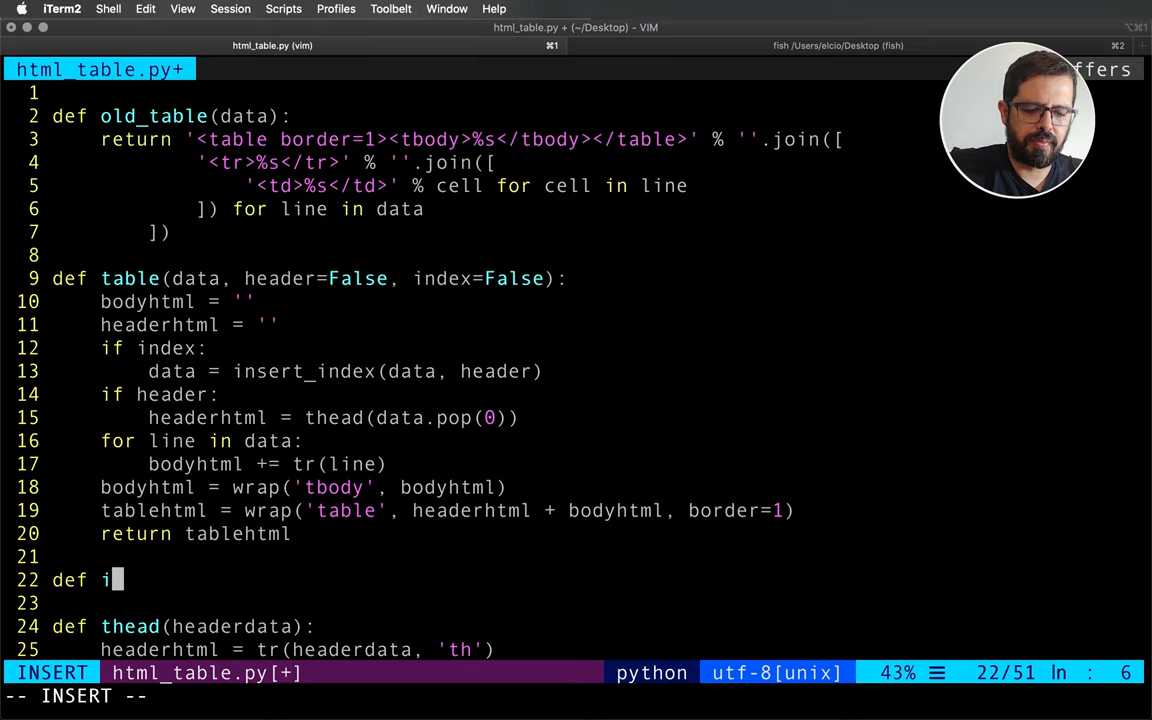 iTerm2 Shell Edit View Session Scripts Profiles Toolbelt Window Help
html_table.py + (~/Desktop) - VIM ⌥⌘1
html_table.py (vim) ⌘1 fish /Users/elcio/Desktop (fish) ⌘2 +
html_table.py+ ffers
1
2 def old_table(data):
3     return '<table border=1><tbody>%s</tbody></table>' % ''.join([
4             '<tr>%s</tr>' % ''.join([
5                 '<td>%s</td>' % cell for cell in line
6             ]) for line in data
7         ])
8
9 def table(data, header=False, index=False):
10     bodyhtml = ''
11     headerhtml = ''
12     if index:
13         data = insert_index(data, header)
14     if header:
15         headerhtml = thead(data.pop(0))
16     for line in data:
17         bodyhtml += tr(line)
18     bodyhtml = wrap('tbody', bodyhtml)
19     tablehtml = wrap('table', headerhtml + bodyhtml, border=1)
20     return tablehtml
21
22 def i
23
24 def thead(headerdata):
25     headerhtml = tr(headerdata, 'th')
INSERT html_table.py[+] python utf-8[unix] 43% ☰ 22/51 ln : 6
-- INSERT --